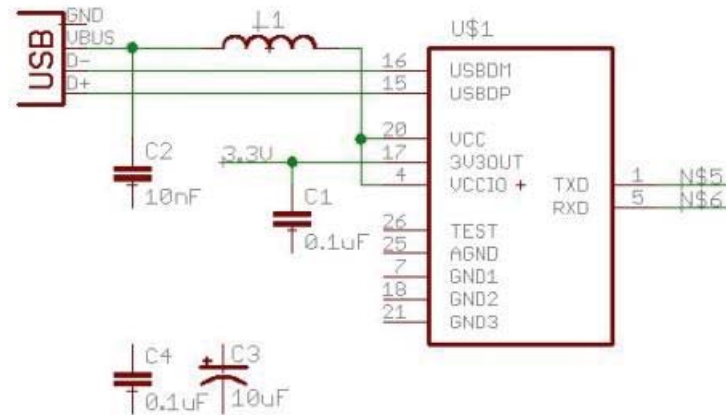 GND
VBUS
D-
D+
USB
L1
C2
10nF
3.3V
C1
0.1uF
U$1
16 USBDM
15 USBDP
20 VCC
17 3V3OUT
4 VCCIO
TXD 1 N$5
RXD 5 N$6
26 TEST
25 AGND
7 GND1
18 GND2
21 GND3
C4
0.1uF
C3
10uF